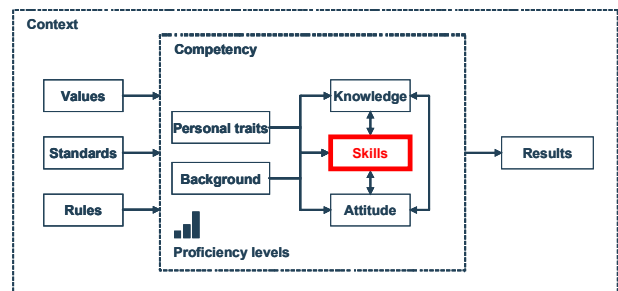 Context
Competency
Values
Knowledge
Personal traits
Standards
Skills
Results
Background
Rules
Attitude
Proficiency levels